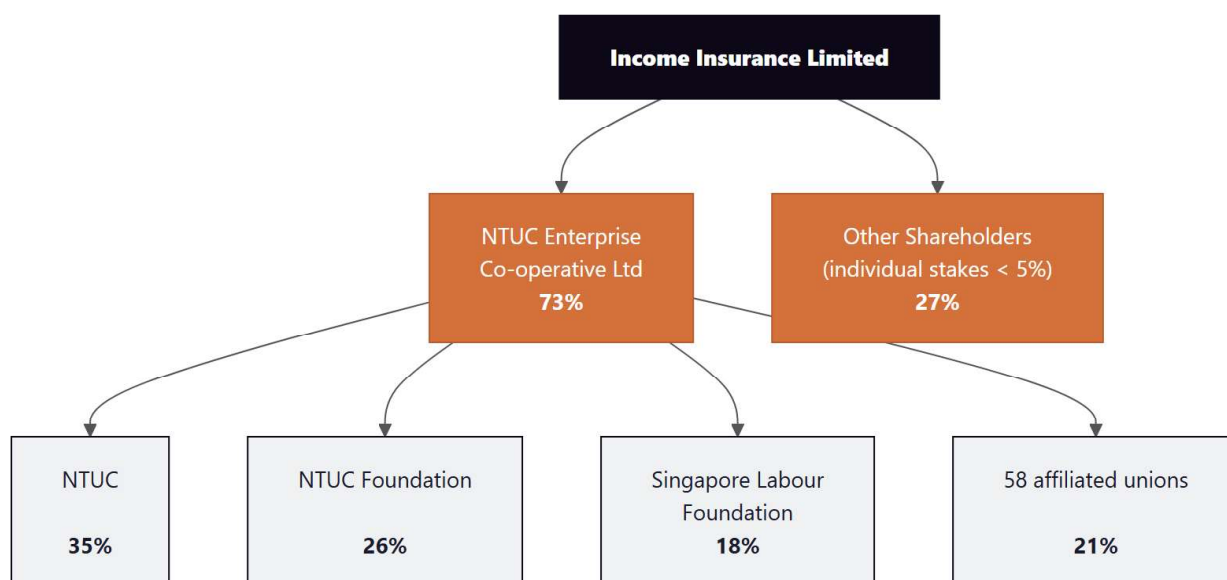 Income Insurance Limited
NTUC Enterprise
Co-operative Ltd
73%
Other Shareholders
(individual stakes < 5%)
27%
NTUC
35%
NTUC Foundation
26%
Singapore Labour
Foundation
18%
58 affiliated unions
21%